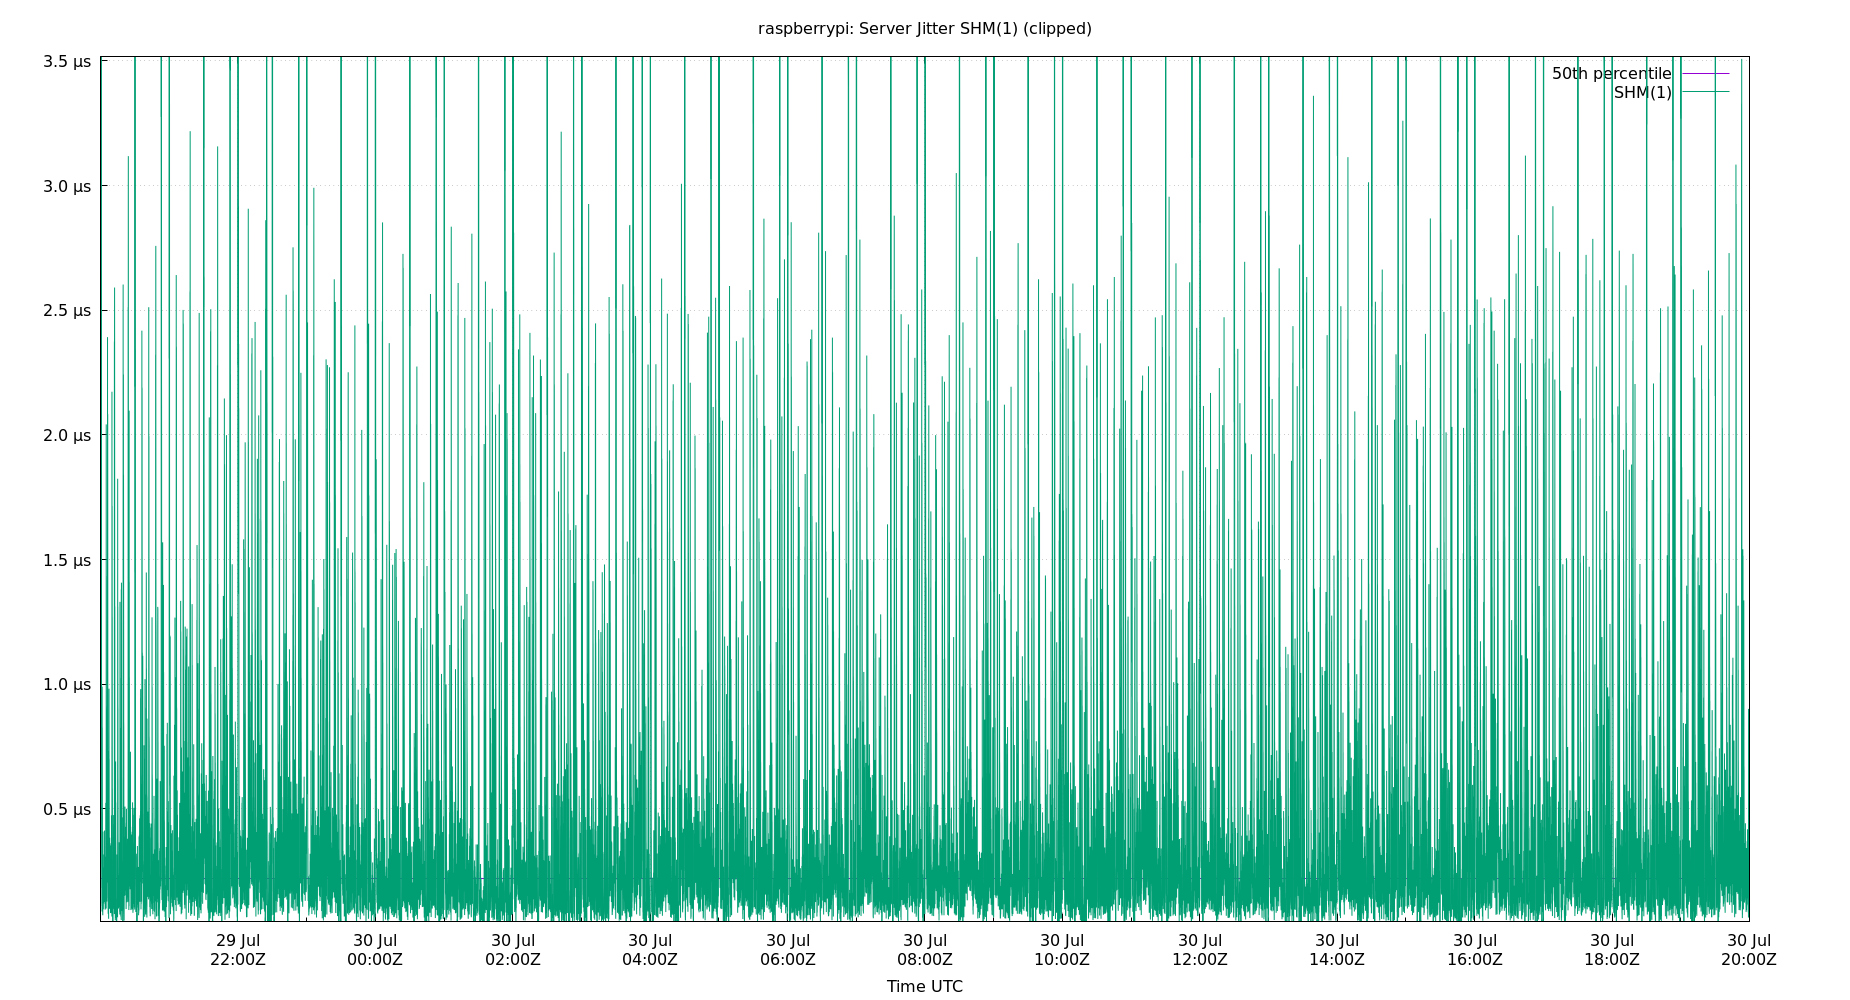 raspberrypi: Server Jitter SHM(1) (clipped)
3.5 µs
3.0 µs
2.5 µs
2.0 µs
1.5 µs
1.0 µs
0.5 µs
50th percentile
SHM(1)
29 Jul 30 Jul 30 Jul 30 Jul 30 Jul 30 Jul 30 Jul 30 Jul 30 Jul 30 Jul 30 Jul 30 Jul
22:00Z 00:00Z 02:00Z 04:00Z 06:00Z 08:00Z 10:00Z 12:00Z 14:00Z 16:00Z 18:00Z 20:00Z
Time UTC